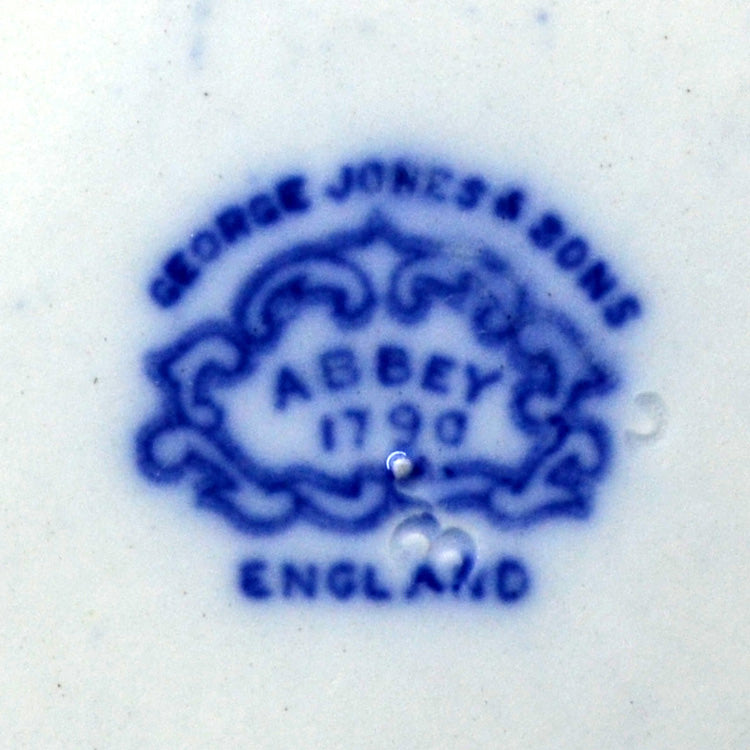 GEORGE JONES & SONS
ABBEY
1790
ENGLAND